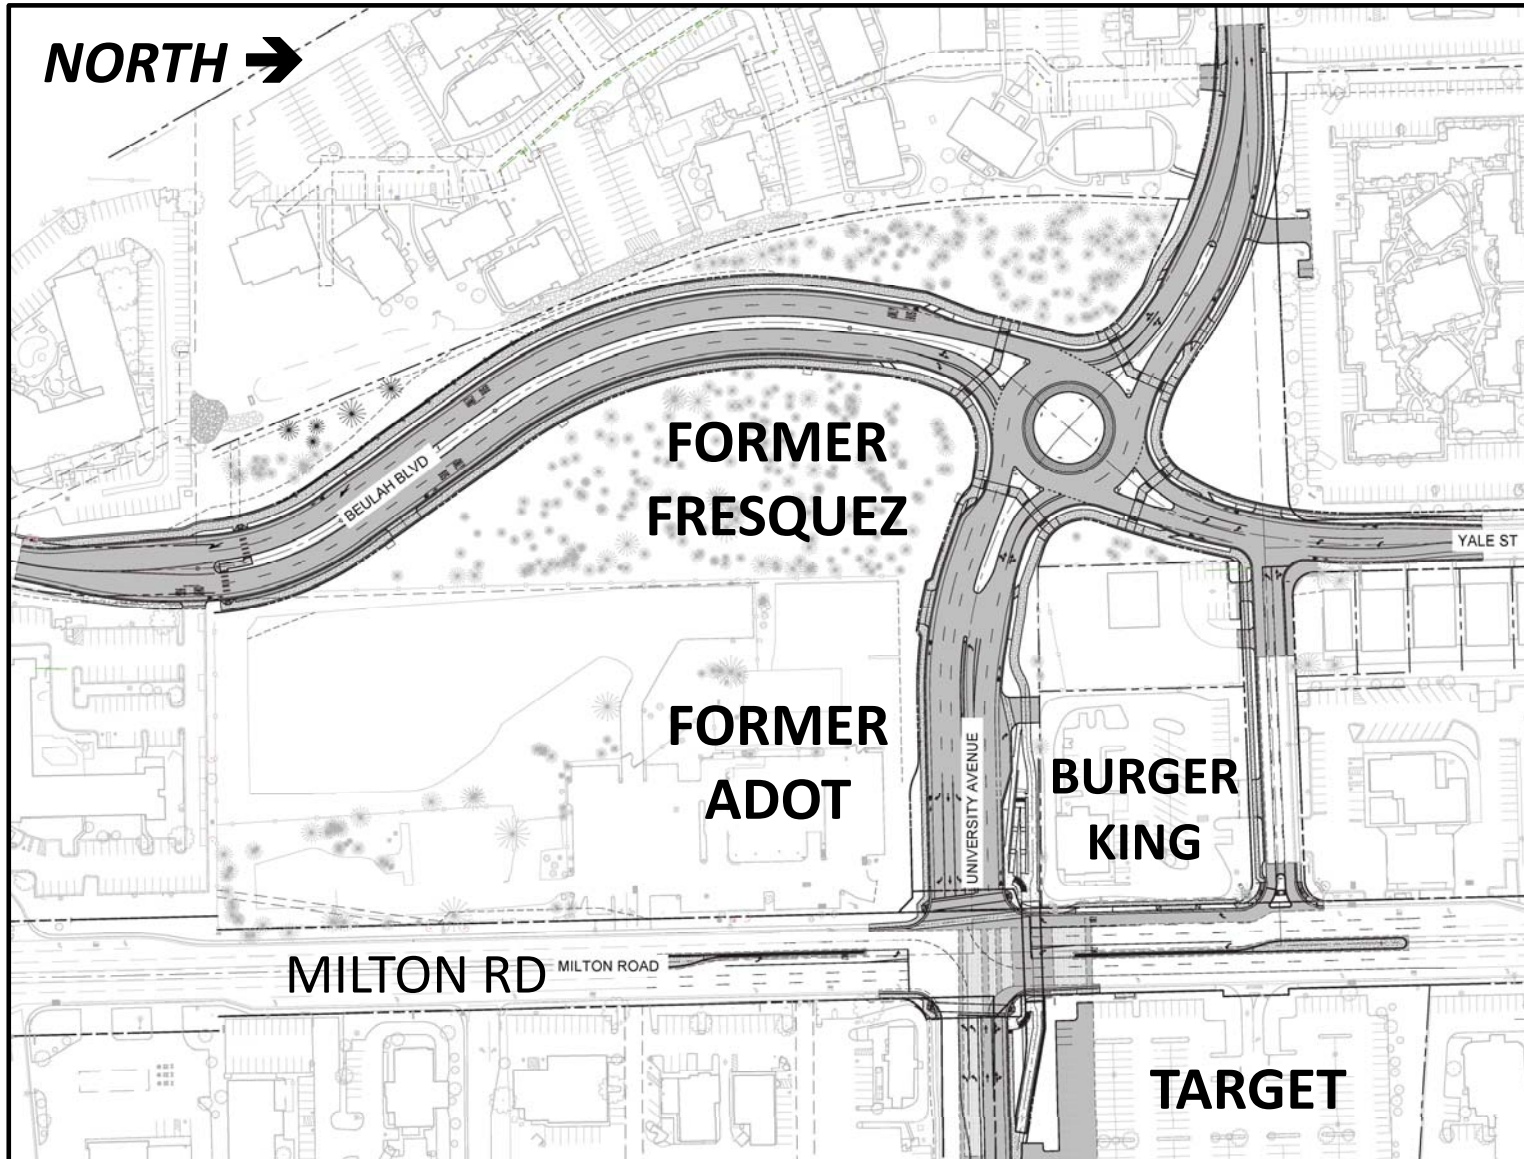 NORTH ➔
BEULAH BLVD
FORMER
FRESQUEZ
YALE ST
FORMER
ADOT
UNIVERSITY AVENUE
BURGER
KING
MILTON RD
MILTON ROAD
TARGET